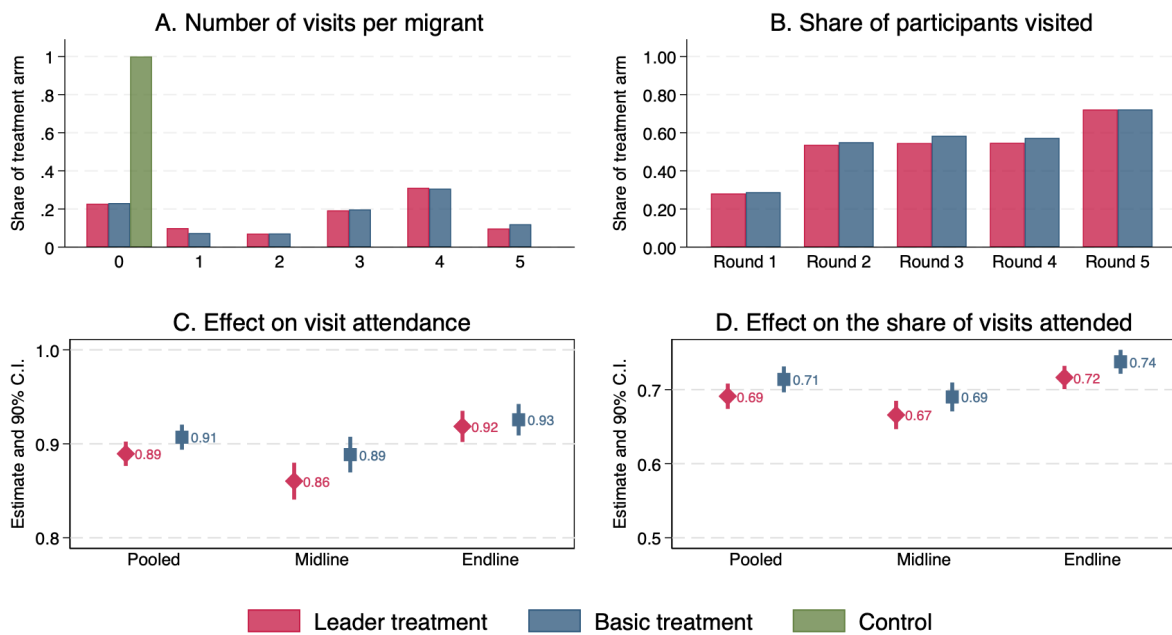 A. Number of visits per migrant
Share of treatment arm
1
.8
.6
.4
.2
0
0 1 2 3 4 5
B. Share of participants visited
Share of treatment arm
1.00
0.80
0.60
0.40
0.20
0.00
Round 1 Round 2 Round 3 Round 4 Round 5
C. Effect on visit attendance
Estimate and 90% C.I.
1.0
0.9
0.8
0.89
0.91
0.86
0.89
0.92
0.93
Pooled Midline Endline
D. Effect on the share of visits attended
Estimate and 90% C.I.
0.7
0.6
0.5
0.69
0.71
0.67
0.69
0.72
0.74
Pooled Midline Endline
Leader treatment Basic treatment Control